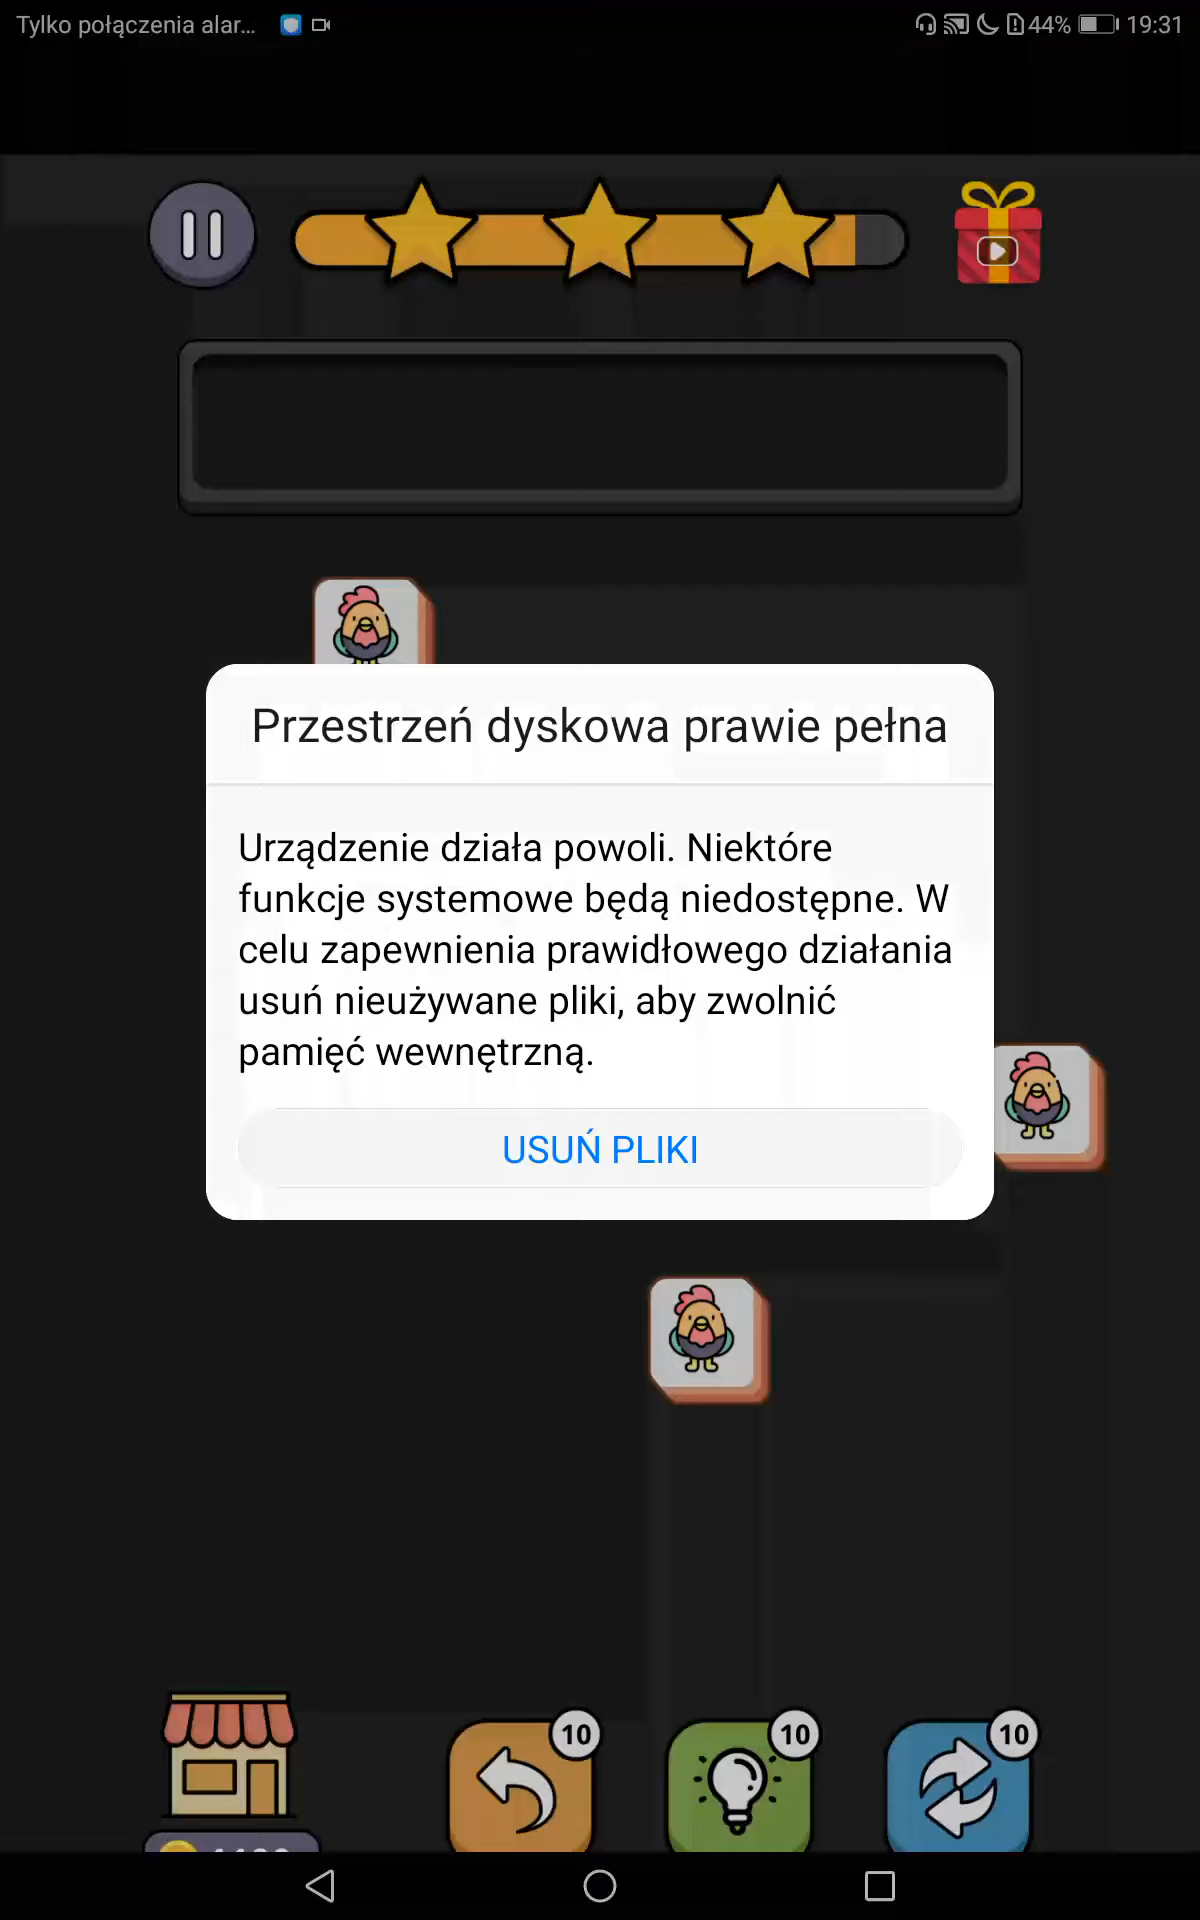 Tylko połączenia alar...
44%
19:31
Przestrzeń dyskowa prawie pełna
Urządzenie działa powoli. Niektóre
funkcje systemowe będą niedostępne. W
celu zapewnienia prawidłowego działania
usuń nieużywane pliki, aby zwolnić
pamięć wewnętrzną.
USUŃ PLIKI
10
10
10